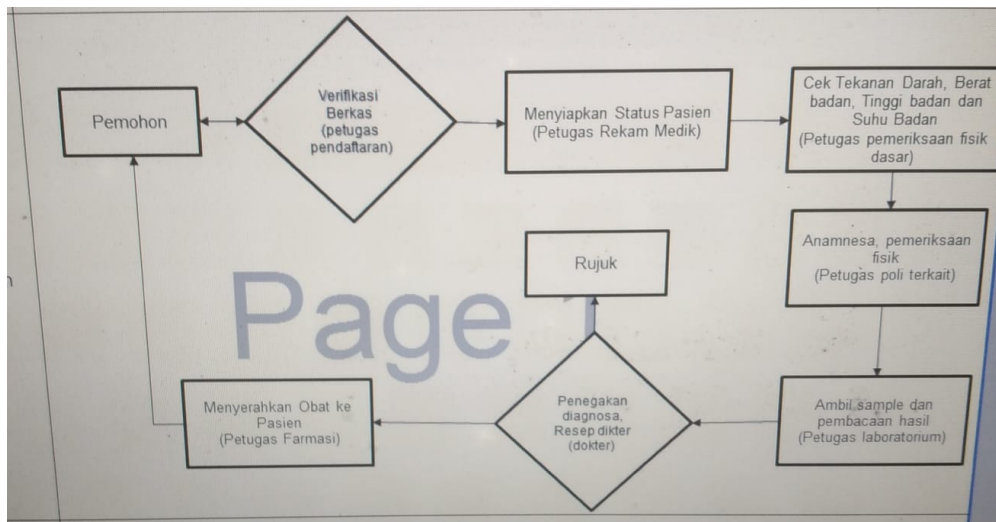 Pemohon
Verifikasi
Berkas
(petugas
pendaftaran)
Menyiapkan Status Pasien
(Petugas Rekam Medik)
Cek Tekanan Darah, Berat
badan, Tinggi badan dan
Suhu Badan
(Petugas pemeriksaan fisik
dasar)
Anamnesa, pemeriksaan
fisik
(Petugas poli terkait)
Rujuk
Page 1
Menyerahkan Obat ke
Pasien
(Petugas Farmasi)
Penegakan
diagnosa,
Resep dikter
(dokter)
Ambil sample dan
pembacaan hasil
(Petugas laboratorium)